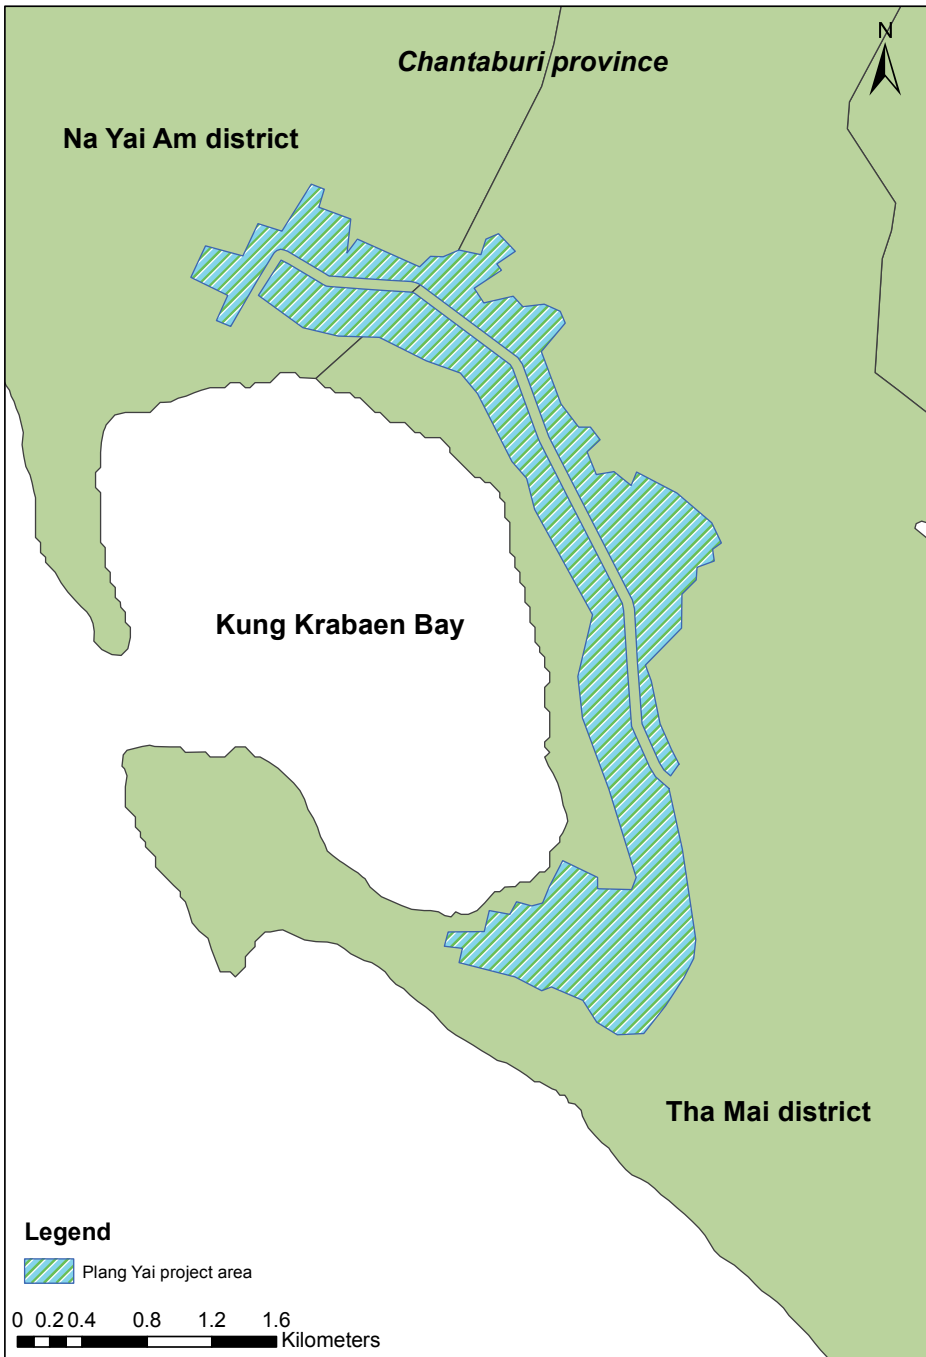 N
Chantaburi province
Na Yai Am district
Kung Krabaen Bay
Tha Mai district
Legend
Plang Yai project area
0 0.2 0.4 0.8 1.2 1.6
Kilometers